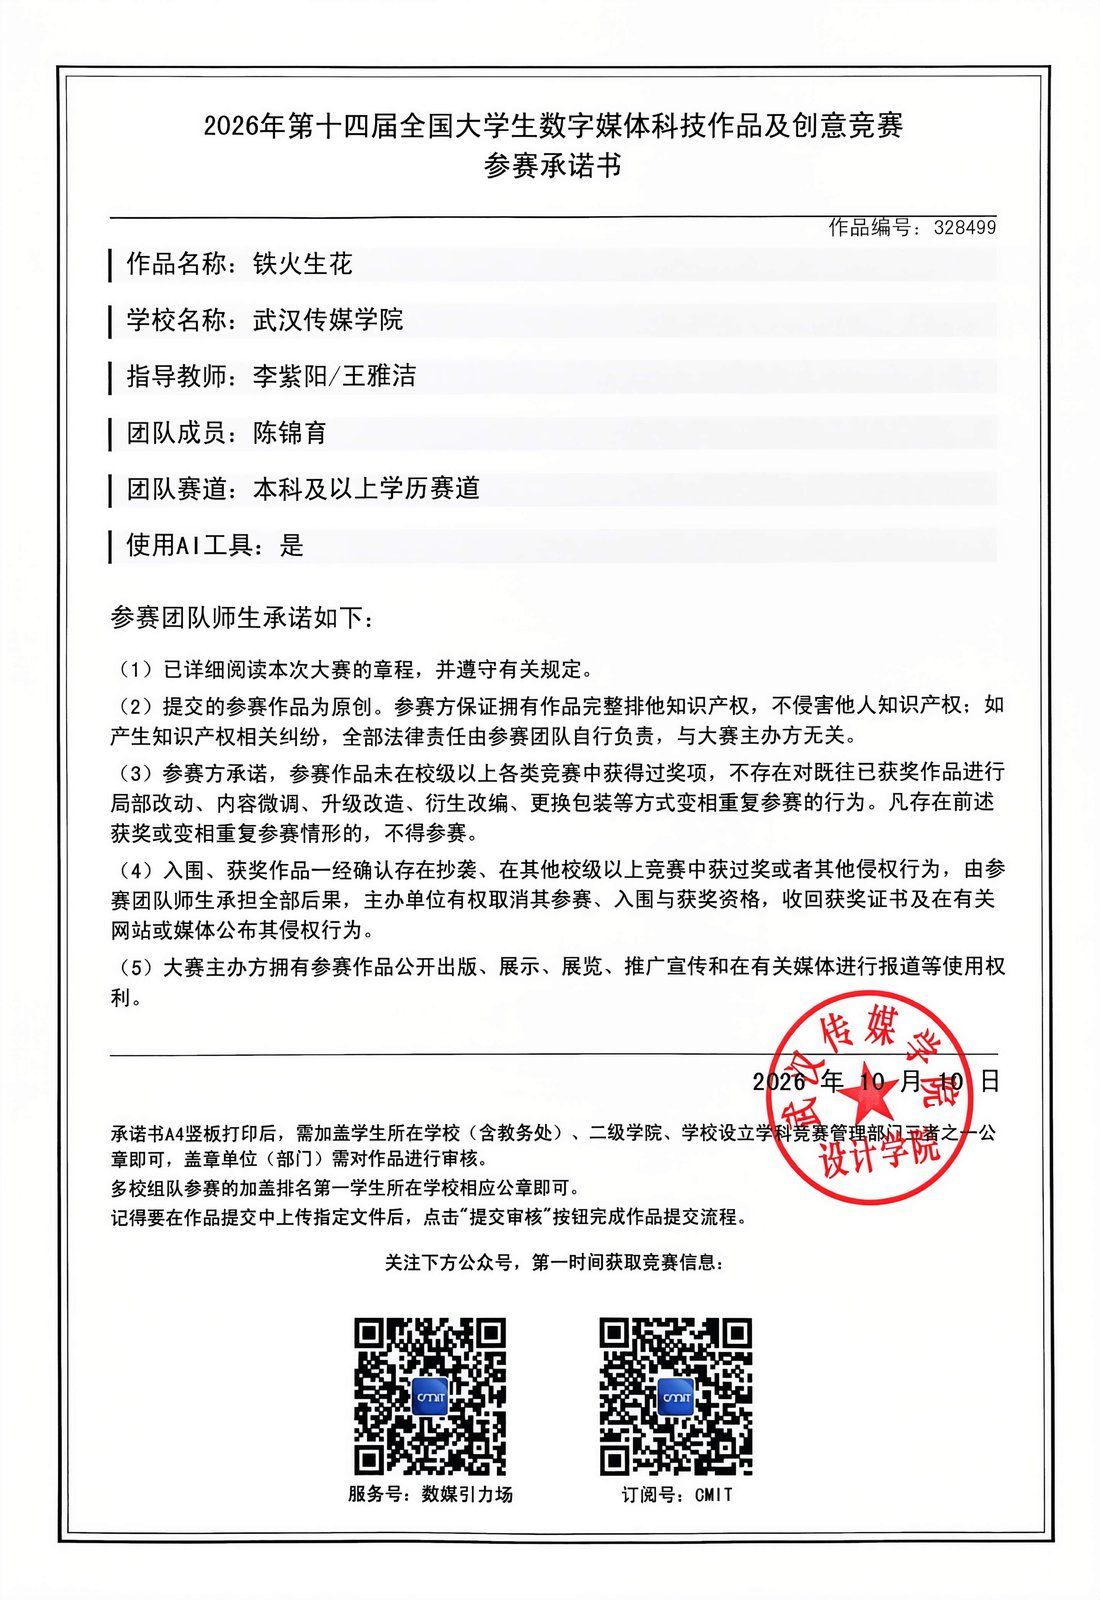 2026年第十四届全国大学生数字媒体科技作品及创意竞赛
参赛承诺书
作品编号：328499
作品名称：铁火生花
学校名称：武汉传媒学院
指导教师：李紫阳/王雅洁
团队成员：陈锦育
团队赛道：本科及以上学历赛道
使用AI工具：是
参赛团队师生承诺如下：
（1）已详细阅读本次大赛的章程，并遵守有关规定。
（2）提交的参赛作品为原创。参赛方保证拥有作品完整排他知识产权，不侵害他人知识产权；如
产生知识产权相关纠纷，全部法律责任由参赛团队自行负责，与大赛主办方无关。
（3）参赛方承诺，参赛作品未在校级以上各类竞赛中获得过奖项，不存在对既往已获奖作品进行
局部改动、内容微调、升级改造、衍生改编、更换包装等方式变相重复参赛的行为。凡存在前述
获奖或变相重复参赛情形的，不得参赛。
（4）入围、获奖作品一经确认存在抄袭、在其他校级以上竞赛中获过奖或者其他侵权行为，由参
赛团队师生承担全部后果，主办单位有权取消其参赛、入围与获奖资格，收回获奖证书及在有关
网站或媒体公布其侵权行为。
（5）大赛主办方拥有参赛作品公开出版、展示、展览、推广宣传和在有关媒体进行报道等使用权
利。
武汉传媒学院
2026 年 10 月 10 日
设计学院
承诺书A4竖板打印后，需加盖学生所在学校（含教务处）、二级学院、学校设立学科竞赛管理部门三者之一公
章即可，盖章单位（部门）需对作品进行审核。
多校组队参赛的加盖排名第一学生所在学校相应公章即可。
记得要在作品提交中上传指定文件后，点击“提交审核”按钮完成作品提交流程。
关注下方公众号，第一时间获取竞赛信息：
CMIT
CMIT
服务号：数媒引力场
订阅号：CMIT